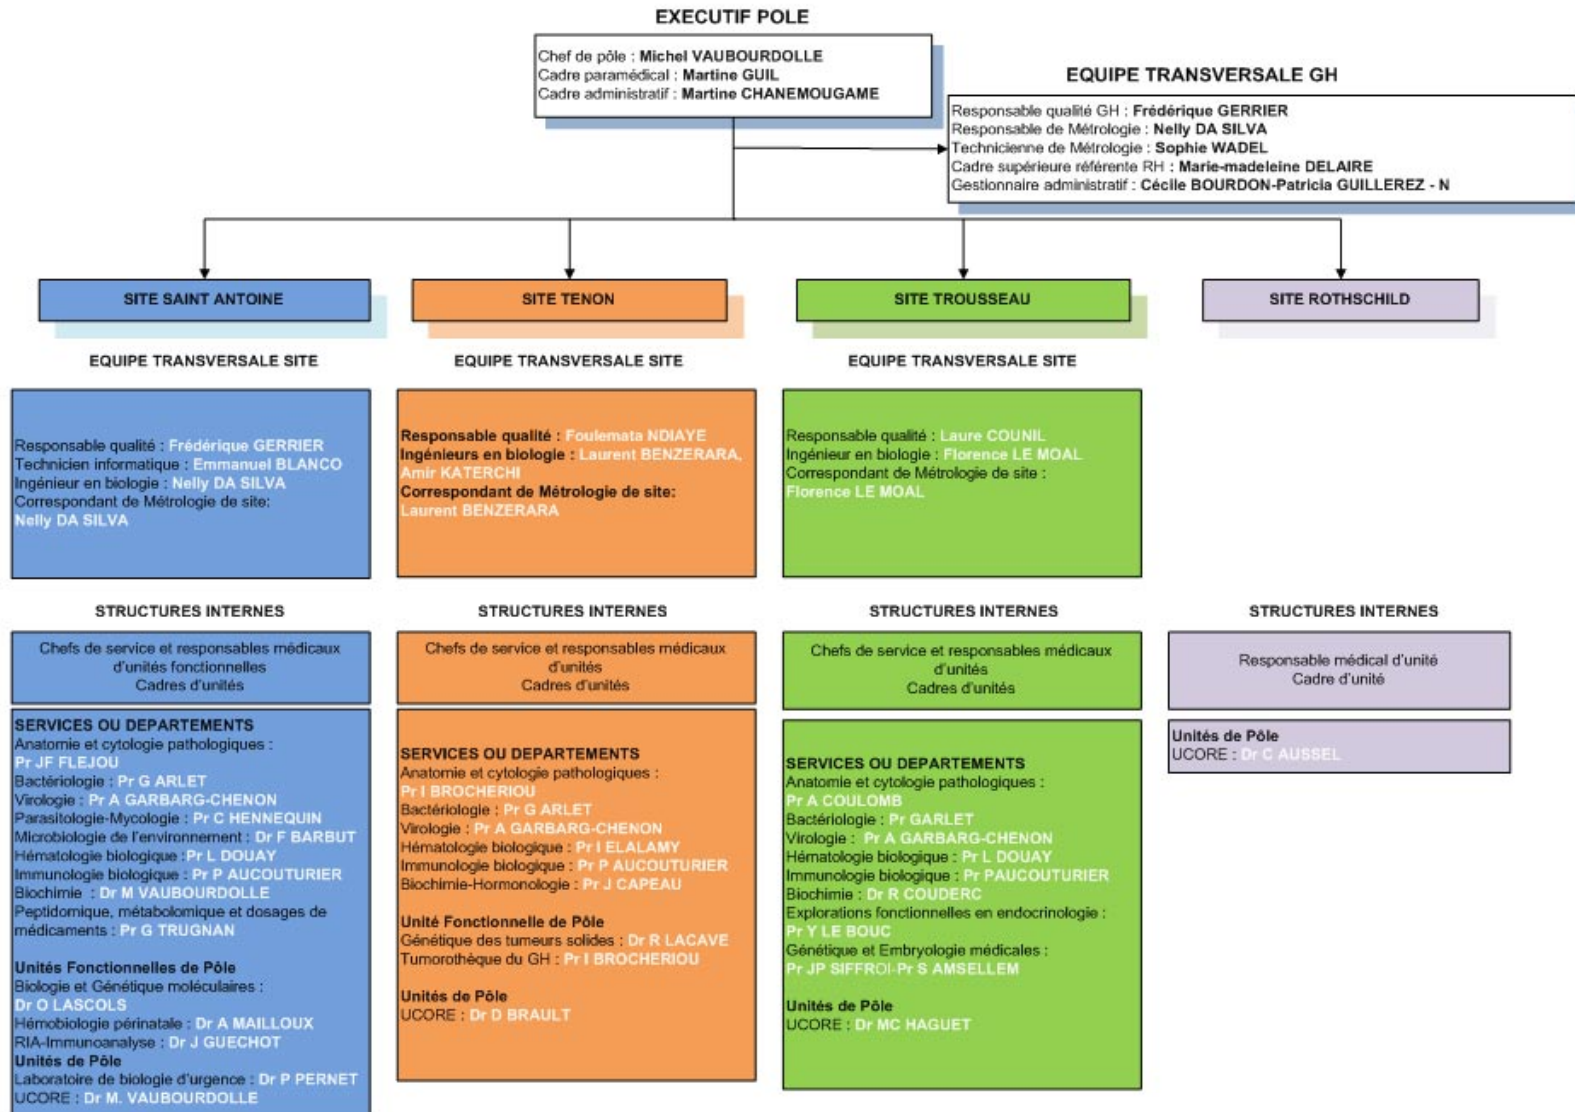 EXECUTIF POLE
Chef de pôle : Michel VAUBOURDOLLE
Cadre paramédical : Martine GUIL
Cadre administratif : Martine CHANEMOUGAME
EQUIPE TRANSVERSALE GH
Responsable qualité GH : Frédérique GERRIER
Responsable de Métrologie : Nelly DA SILVA
Technicienne de Métrologie : Sophie WADEL
Cadre supérieure référente RH : Marie-madeleine DELAIRE
Gestionnaire administratif : Cécile BOURDON-Patricia GUILLEREZ - N
SITE SAINT ANTOINE
EQUIPE TRANSVERSALE SITE
Responsable qualité : Frédérique GERRIER
Technicien informatique : Emmanuel BLANCO
Ingénieur en biologie : Nelly DA SILVA
Correspondant de Métrologie de site:
Nelly DA SILVA
STRUCTURES INTERNES
Chefs de service et responsables médicaux
d'unités fonctionnelles
Cadres d'unités
SERVICES OU DEPARTEMENTS
Anatomie et cytologie pathologiques :
Pr JF FLEJOU
Bactériologie : Pr G ARLET
Virologie : Pr A GARBARG-CHENON
Parasitologie-Mycologie : Pr C HENNEQUIN
Microbiologie de l'environnement : Dr F BARBUT
Hématologie biologique :Pr L DOUAY
Immunologie biologique : Pr P AUCOUTURIER
Biochimie : Dr M VAUBOURDOLLE
Peptidomique, métabolomique et dosages de
médicaments : Pr G TRUGNAN
Unités Fonctionnelles de Pôle
Biologie et Génétique moléculaires :
Dr O LASCOLS
Hémobiologie périnatale : Dr A MAILLOUX
RIA-Immunoanalyse : Dr J GUECHOT
Unités de Pôle
Laboratoire de biologie d'urgence : Dr P PERNET
UCORE : Dr M. VAUBOURDOLLE
SITE TENON
EQUIPE TRANSVERSALE SITE
Responsable qualité : Foulemata NDIAYE
Ingénieurs en biologie : Laurent BENZERARA,
Amir KATERCHI
Correspondant de Métrologie de site:
Laurent BENZERARA
STRUCTURES INTERNES
Chefs de service et responsables médicaux
d'unités
Cadres d'unités
SERVICES OU DEPARTEMENTS
Anatomie et cytologie pathologiques :
Pr I BROCHERIOU
Bactériologie : Pr G ARLET
Virologie : Pr A GARBARG-CHENON
Hématologie biologique : Pr I ELALAMY
Immunologie biologique : Pr P AUCOUTURIER
Biochimie-Hormonologie : Pr J CAPEAU
Unité Fonctionnelle de Pôle
Génétique des tumeurs solides : Dr R LACAVE
Tumorothèque du GH : Pr I BROCHERIOU
Unités de Pôle
UCORE : Dr D BRAULT
SITE TROUSSEAU
EQUIPE TRANSVERSALE SITE
Responsable qualité : Laure COUNIL
Ingénieur en biologie : Florence LE MOAL
Correspondant de Métrologie de site :
Florence LE MOAL
STRUCTURES INTERNES
Chefs de service et responsables médicaux
d'unités
Cadres d'unités
SERVICES OU DEPARTEMENTS
Anatomie et cytologie pathologiques :
Pr A COULOMB
Bactériologie : Pr GARLET
Virologie : Pr A GARBARG-CHENON
Hématologie biologique : Pr L DOUAY
Immunologie biologique : Pr PAUCOUTURIER
Biochimie : Dr R COUDERC
Explorations fonctionnelles en endocrinologie :
Pr Y LE BOUC
Génétique et Embryologie médicales :
Pr JP SIFFROI-Pr S AMSELLEM
Unités de Pôle
UCORE : Dr MC HAGUET
SITE ROTHSCHILD
STRUCTURES INTERNES
Responsable médical d'unité
Cadre d'unité
Unités de Pôle
UCORE : Dr C AUSSEL